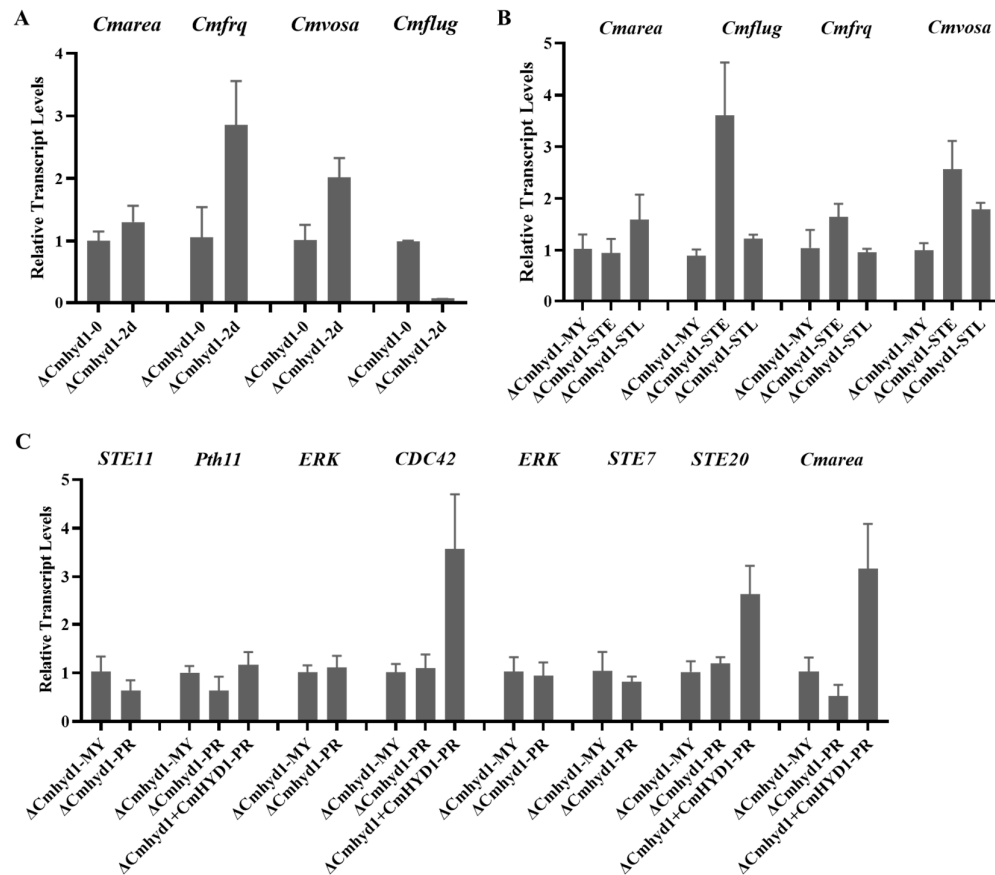 A
Cmarea Cmfrq Cmvosa Cmflug
Relative Transcript Levels
4
3
2
1
0
ΔCmhyd1-0 ΔCmhyd1-2d ΔCmhyd1-0 ΔCmhyd1-2d ΔCmhyd1-0 ΔCmhyd1-2d ΔCmhyd1-0 ΔCmhyd1-2d
B
Cmarea Cmflug Cmfrq Cmvosa
Relative Transcript Levels
5
4
3
2
1
0
ΔCmhyd1-MY ΔCmhyd1-STE ΔCmhyd1-STL ΔCmhyd1-MY ΔCmhyd1-STE ΔCmhyd1-STL ΔCmhyd1-MY ΔCmhyd1-STE ΔCmhyd1-STL ΔCmhyd1-MY ΔCmhyd1-STE ΔCmhyd1-STL
C
STE11 Pth11 ERK CDC42 ERK STE7 STE20 Cmarea
Relative Transcript Levels
5
4
3
2
1
0
ΔCmhyd1-MY ΔCmhyd1-PR ΔCmhyd1-MY ΔCmhyd1-PR ΔCmhyd1+CmHYD1-PR ΔCmhyd1-MY ΔCmhyd1-PR ΔCmhyd1-MY ΔCmhyd1-PR ΔCmhyd1+CmHYD1-PR ΔCmhyd1-MY ΔCmhyd1-PR ΔCmhyd1-MY ΔCmhyd1-PR ΔCmhyd1-MY ΔCmhyd1-PR ΔCmhyd1+CmHYD1-PR ΔCmhyd1-MY ΔCmhyd1-PR ΔCmhyd1+CmHYD1-PR